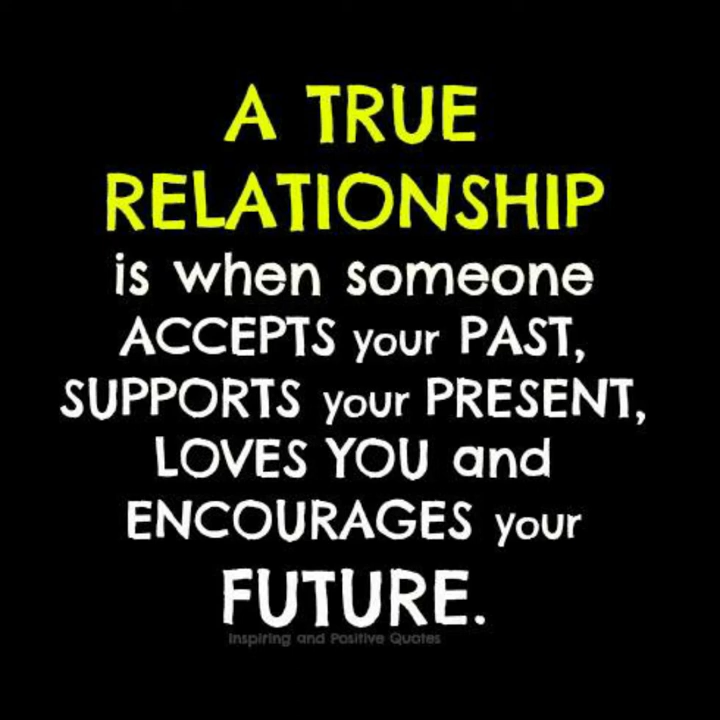 A TRUE
RELATIONSHIP
is when someone
ACCEPTS your PAST,
SUPPORTS your PRESENT,
LOVES YOU and
ENCOURAGES your
FUTURE.
Inspiring and Positive Quotes